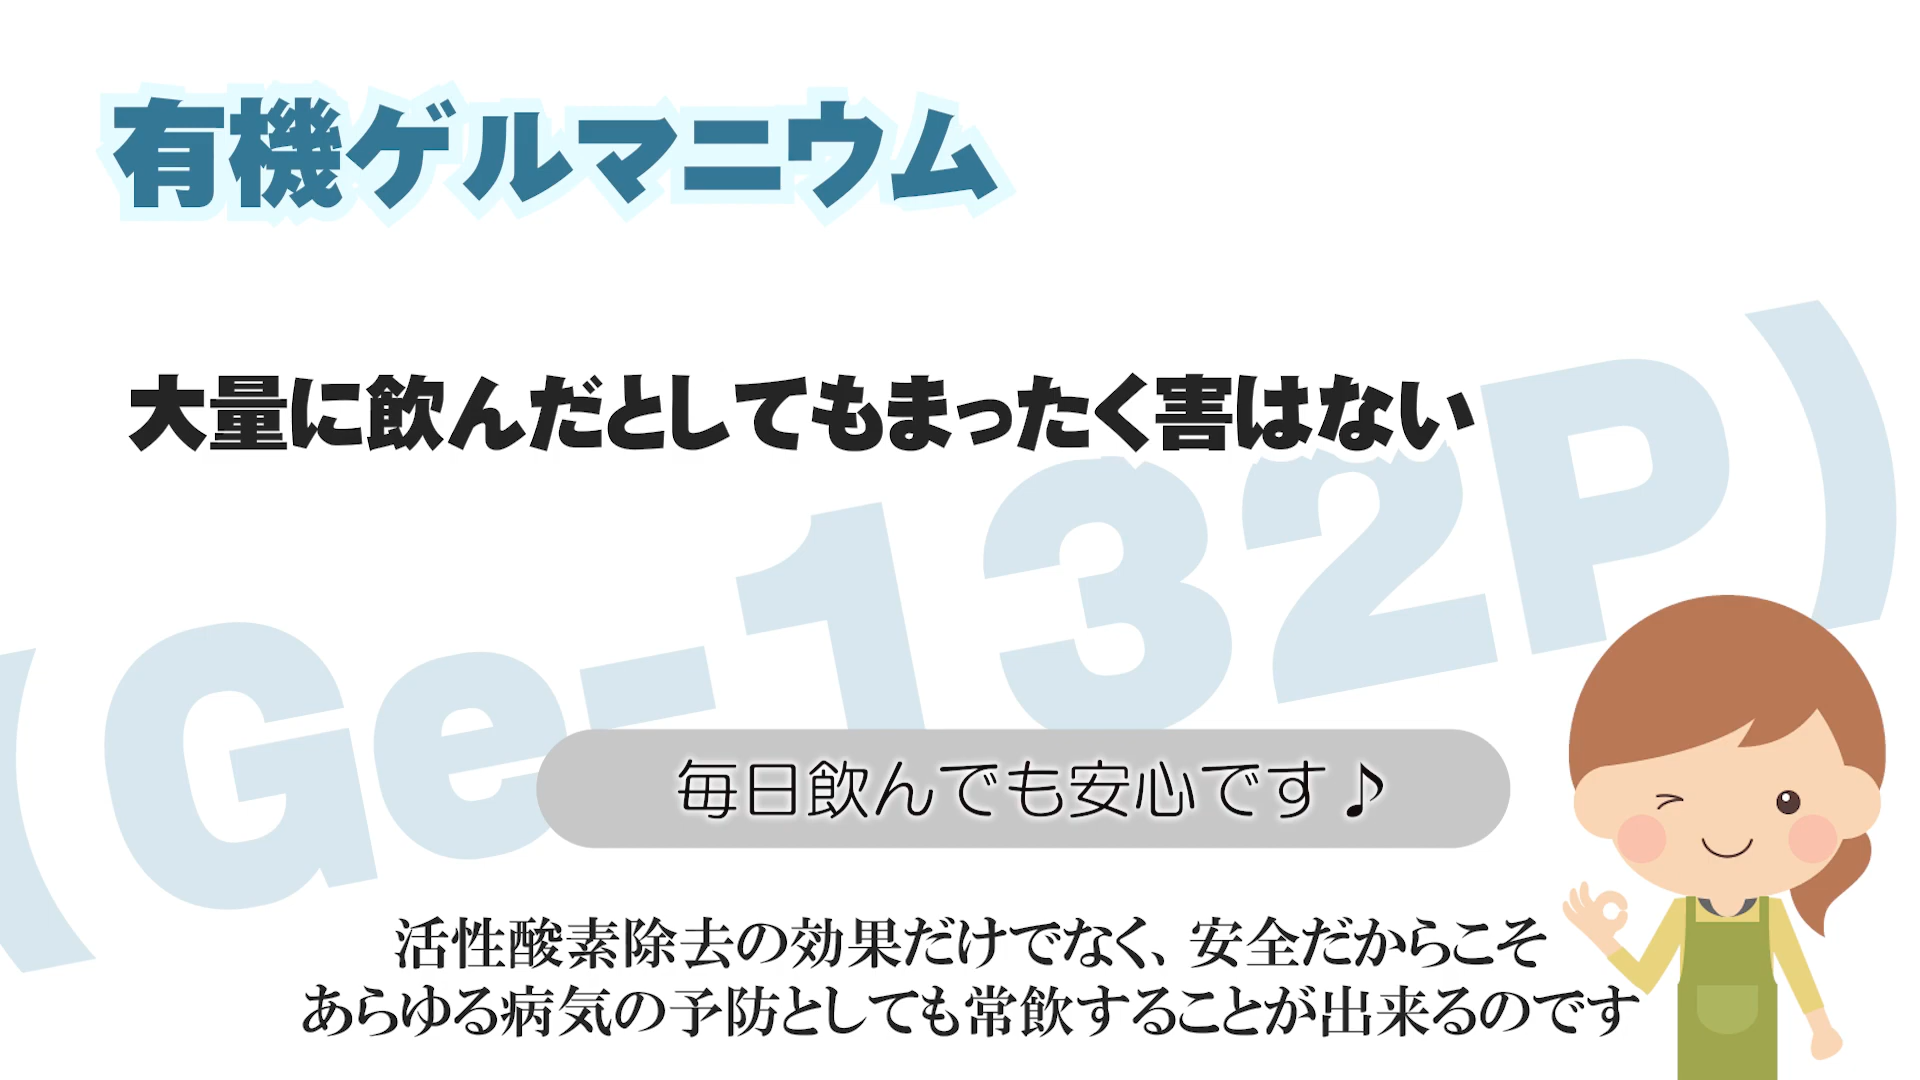 有機ゲルマニウム
大量に飲んだとしてもまったく害はない
(Ge-132P)
毎日飲んでも安心です♪
活性酸素除去の効果だけでなく、安全だからこそ
あらゆる病気の予防としても常飲することが出来るのです